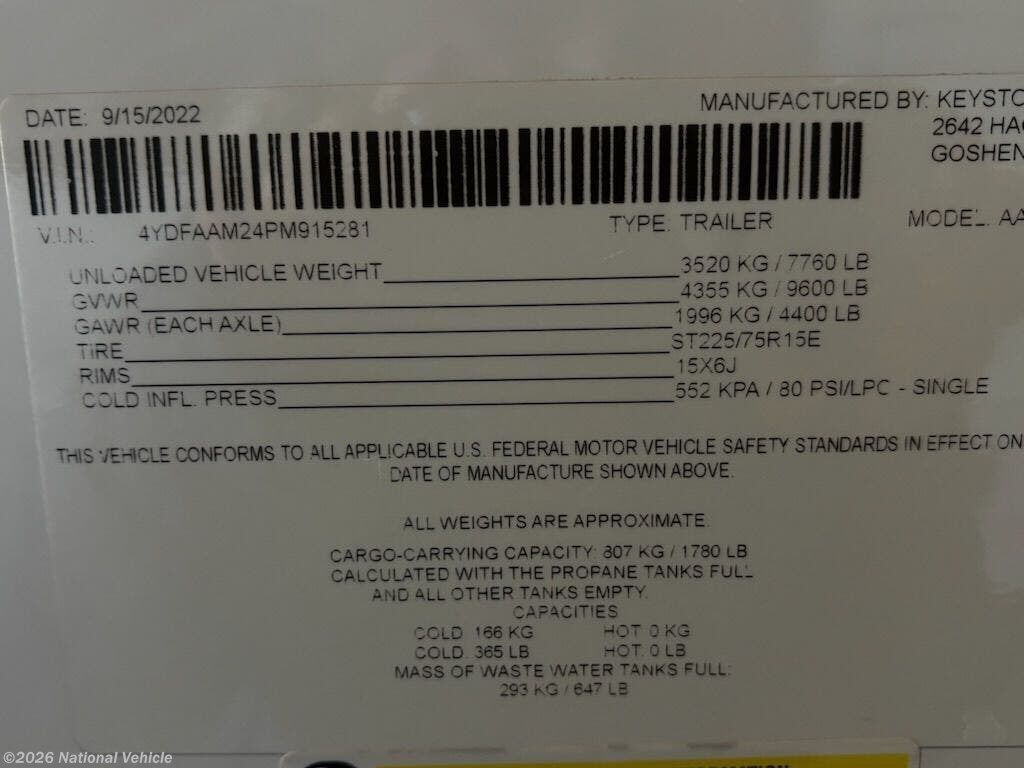 DATE: 9/15/2022
MANUFACTURED BY: KEYSTO
2642 HA
GOSHEN
V.I.N.: 4YDFAAM24PM915281
TYPE: TRAILER
MODEL: AA
UNLOADED VEHICLE WEIGHT 3520 KG / 7760 LB
GVWR 4355 KG / 9600 LB
GAWR (EACH AXLE) 1996 KG / 4400 LB
TIRE ST225/75R15E
RIMS 15X6J
COLD INFL. PRESS 552 KPA / 80 PSI/LPC - SINGLE
THIS VEHICLE CONFORMS TO ALL APPLICABLE U.S. FEDERAL MOTOR VEHICLE SAFETY STANDARDS IN EFFECT ON
DATE OF MANUFACTURE SHOWN ABOVE.
ALL WEIGHTS ARE APPROXIMATE.
CARGO-CARRYING CAPACITY: 807 KG / 1780 LB
CALCULATED WITH THE PROPANE TANKS FULL
AND ALL OTHER TANKS EMPTY.
CAPACITIES
COLD: 166 KG HOT: 0 KG
COLD: 365 LB HOT: 0 LB
MASS OF WASTE WATER TANKS FULL:
293 KG / 647 LB
©2026 National Vehicle